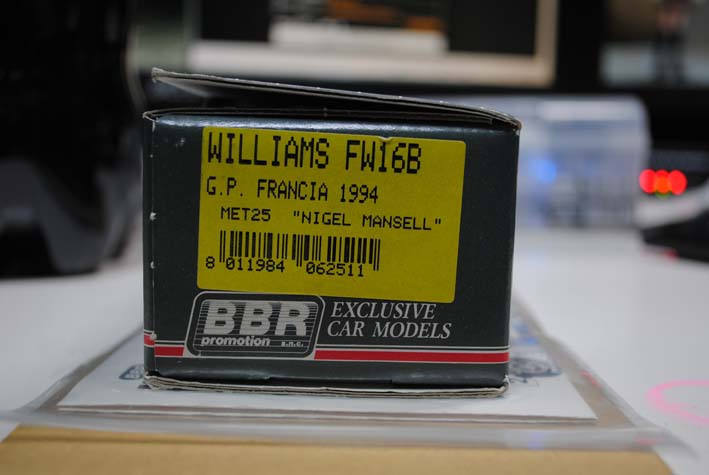 WILLIAMS FW16B
G.P. FRANCIA 1994
MET25 "NIGEL MANSELL"
8 011984 062511
BBR
promotion s.n.c.
EXCLUSIVE
CAR MODELS